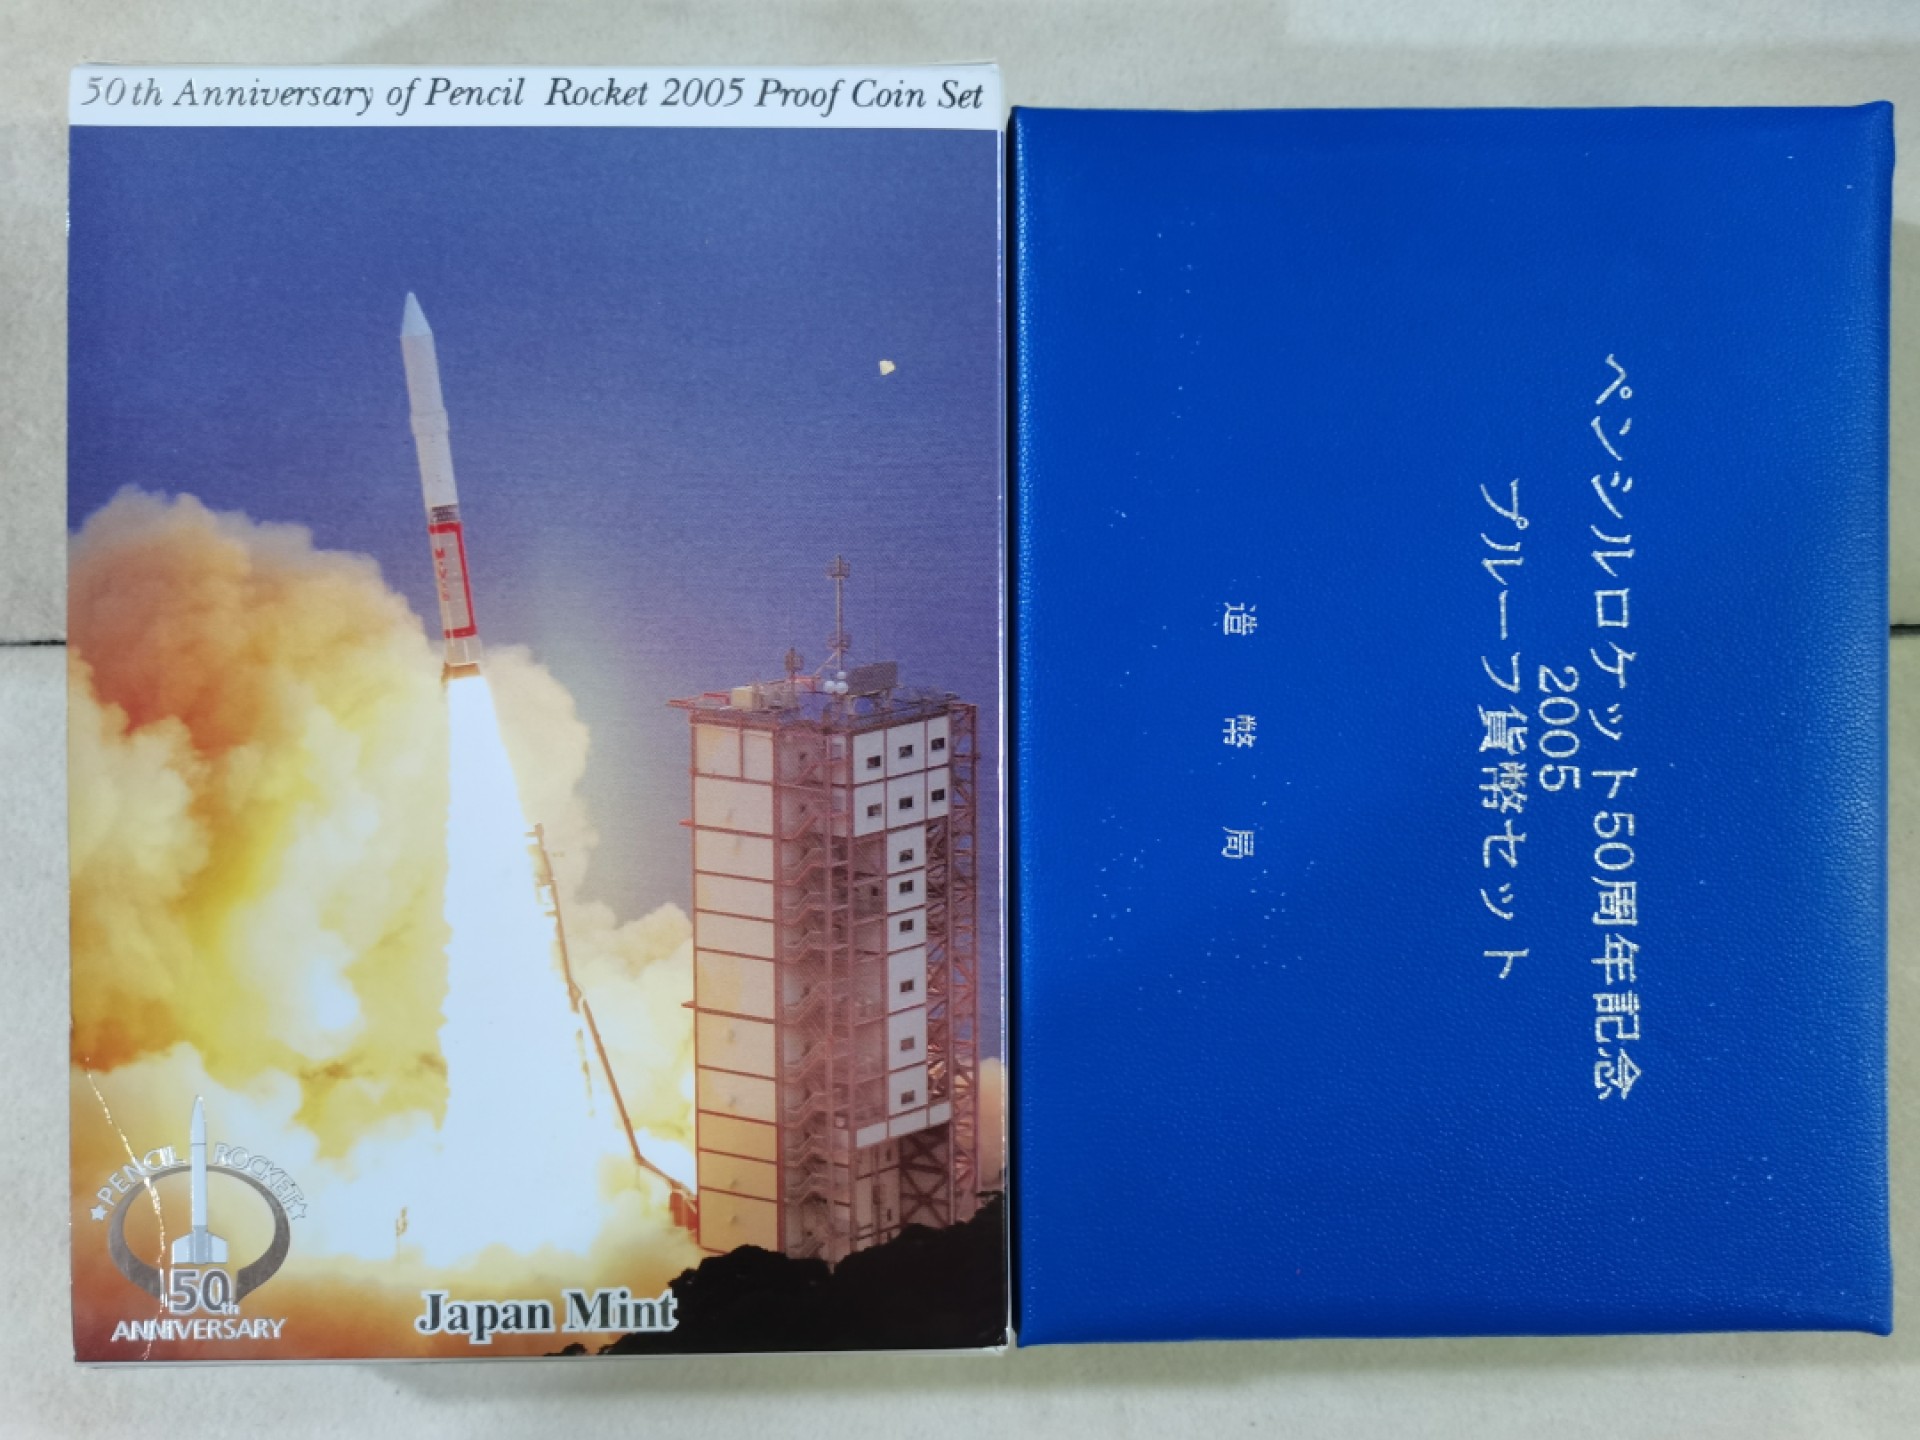 50th Anniversary of Pencil Rocket 2005 Proof Coin Set
M-V
PENCIL ROCKET
50th
ANNIVERSARY
Japan Mint
ペンシルロケット50周年記念
2005
プルーフ貨幣セット
造幣局